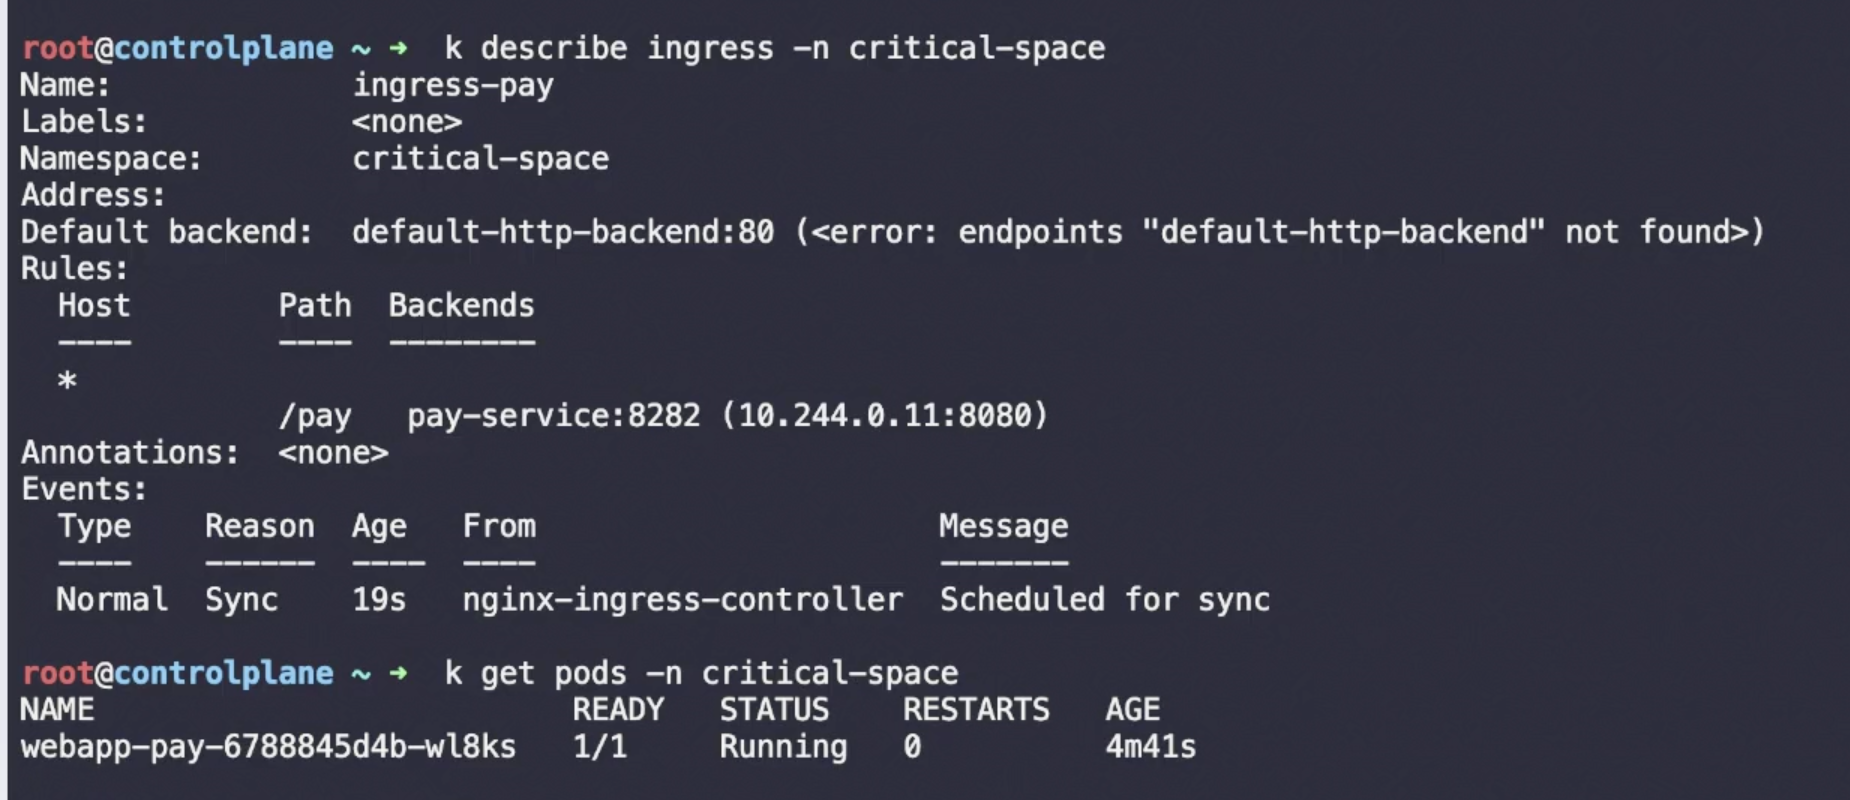 root@controlplane ~ ➜  k describe ingress -n critical-space
Name:             ingress-pay
Labels:           <none>
Namespace:        critical-space
Address:
Default backend:  default-http-backend:80 (<error: endpoints "default-http-backend" not found>)
Rules:
  Host        Path  Backends
  ----        ----  --------
  *
              /pay   pay-service:8282 (10.244.0.11:8080)
Annotations:  <none>
Events:
  Type    Reason  Age   From                      Message
  ----    ------  ----  ----                      -------
  Normal  Sync    19s   nginx-ingress-controller  Scheduled for sync
root@controlplane ~ ➜  k get pods -n critical-space
NAME                          READY   STATUS    RESTARTS   AGE
webapp-pay-6788845d4b-wl8ks   1/1     Running   0          4m41s